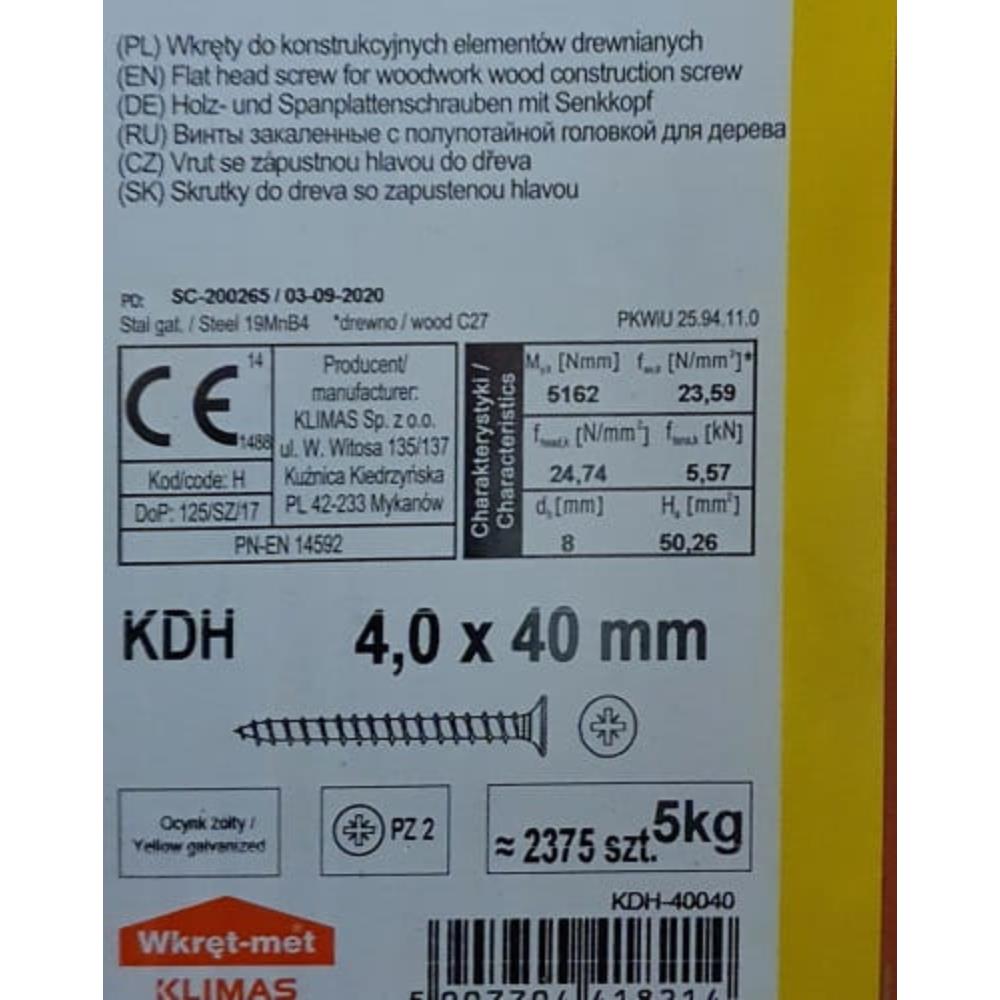 (PL) Wkręty do konstrukcyjnych elementów drewnianych
(EN) Flat head screw for woodwork wood construction screw
(DE) Holz- und Spanplattenschrauben mit Senkkopf
(RU) Винты закаленные с полупотайной головкой для дерева
(CZ) Vrut se zápustnou hlavou do dřeva
(SK) Skrutky do dreva so zapustenou hlavou
PD: SC-200265 / 03-09-2020
Stal gat. / Steel 19MnB4 *drewno / wood C27 PKWiU 25.94.11.0
CE 14
1488
Kod/code: H
DoP: 125/SZ/17
Producent/
manufacturer:
KLIMAS Sp. z o.o.
ul. W. Witosa 135/137
Kuźnica Kiedrzyńska
PL 42-233 Mykanów
PN-EN 14592
Charakterystyki /
Characteristics
[Nmm] [N/mm²]*
5162 23,59
f head,k [N/mm²] f tens,k [kN]
24,74 5,57
[mm] [mm²]
8 50,26
KDH 4,0 x 40 mm
Ocynk żółty /
Yellow galvanized
PZ 2
≈ 2375 szt. 5kg
KDH-40040
Wkręt-met
KLIMAS